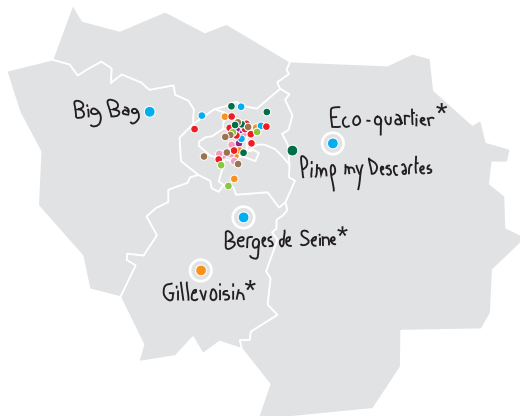 Big Bag
Eco-quartier*
Pimp my Descartes
Berges de Seine*
Gillevoisin*